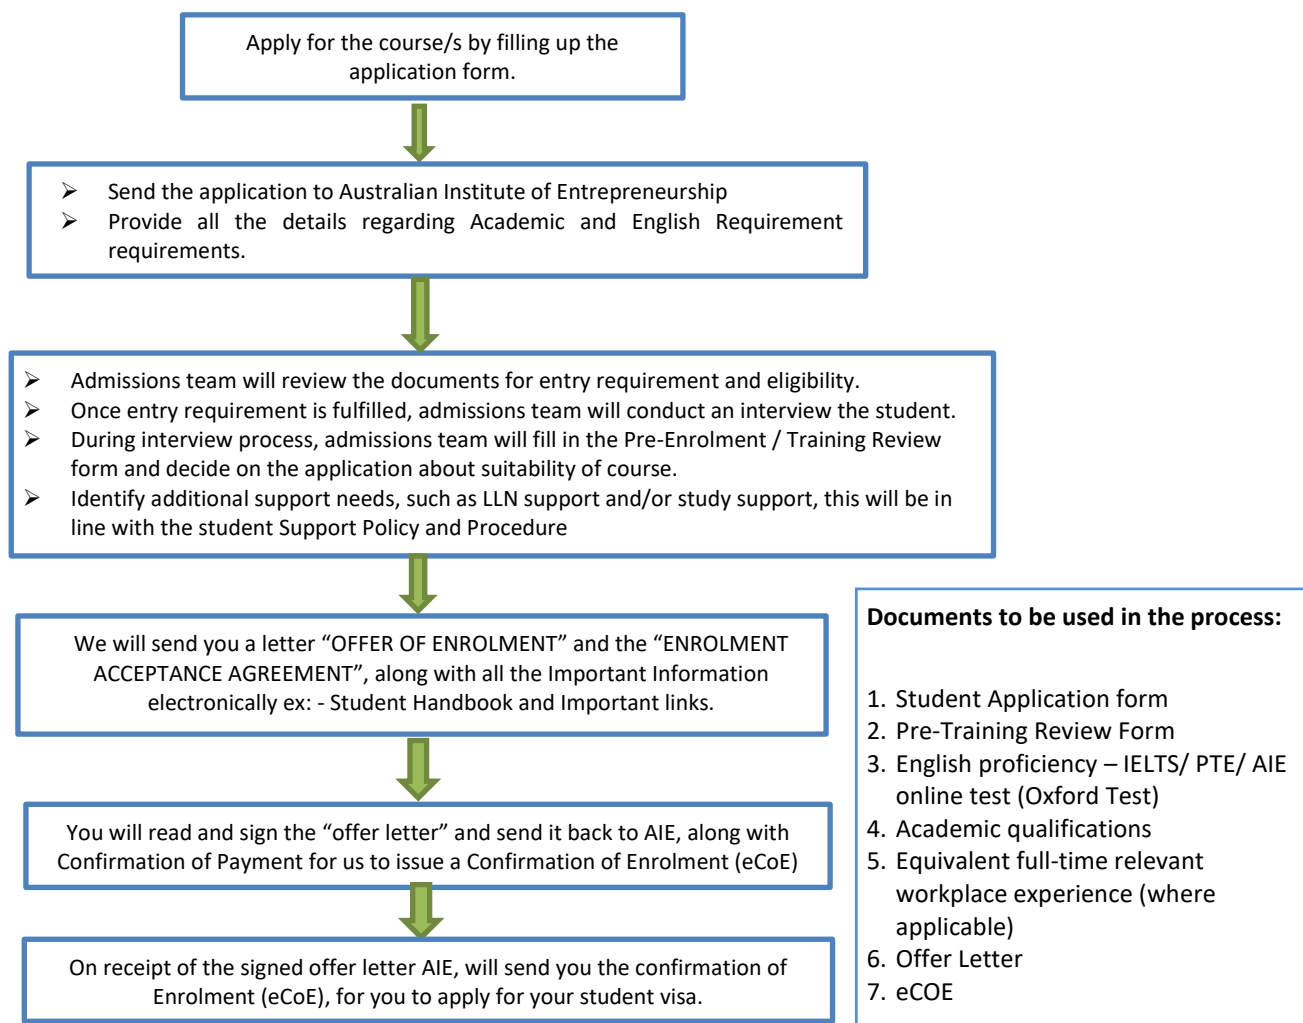 Apply for the course/s by filling up the
application form.
➢ Send the application to Australian Institute of Entrepreneurship
➢ Provide all the details regarding Academic and English Requirement
requirements.
➢ Admissions team will review the documents for entry requirement and eligibility.
➢ Once entry requirement is fulfilled, admissions team will conduct an interview the student.
➢ During interview process, admissions team will fill in the Pre-Enrolment / Training Review
form and decide on the application about suitability of course.
➢ Identify additional support needs, such as LLN support and/or study support, this will be in
line with the student Support Policy and Procedure
We will send you a letter “OFFER OF ENROLMENT” and the “ENROLMENT
ACCEPTANCE AGREEMENT”, along with all the Important Information
electronically ex: - Student Handbook and Important links.
You will read and sign the “offer letter” and send it back to AIE, along with
Confirmation of Payment for us to issue a Confirmation of Enrolment (eCoE)
On receipt of the signed offer letter AIE, will send you the confirmation of
Enrolment (eCoE), for you to apply for your student visa.
Documents to be used in the process:
1. Student Application form
2. Pre-Training Review Form
3. English proficiency – IELTS/ PTE/ AIE
online test (Oxford Test)
4. Academic qualifications
5. Equivalent full-time relevant
workplace experience (where
applicable)
6. Offer Letter
7. eCOE